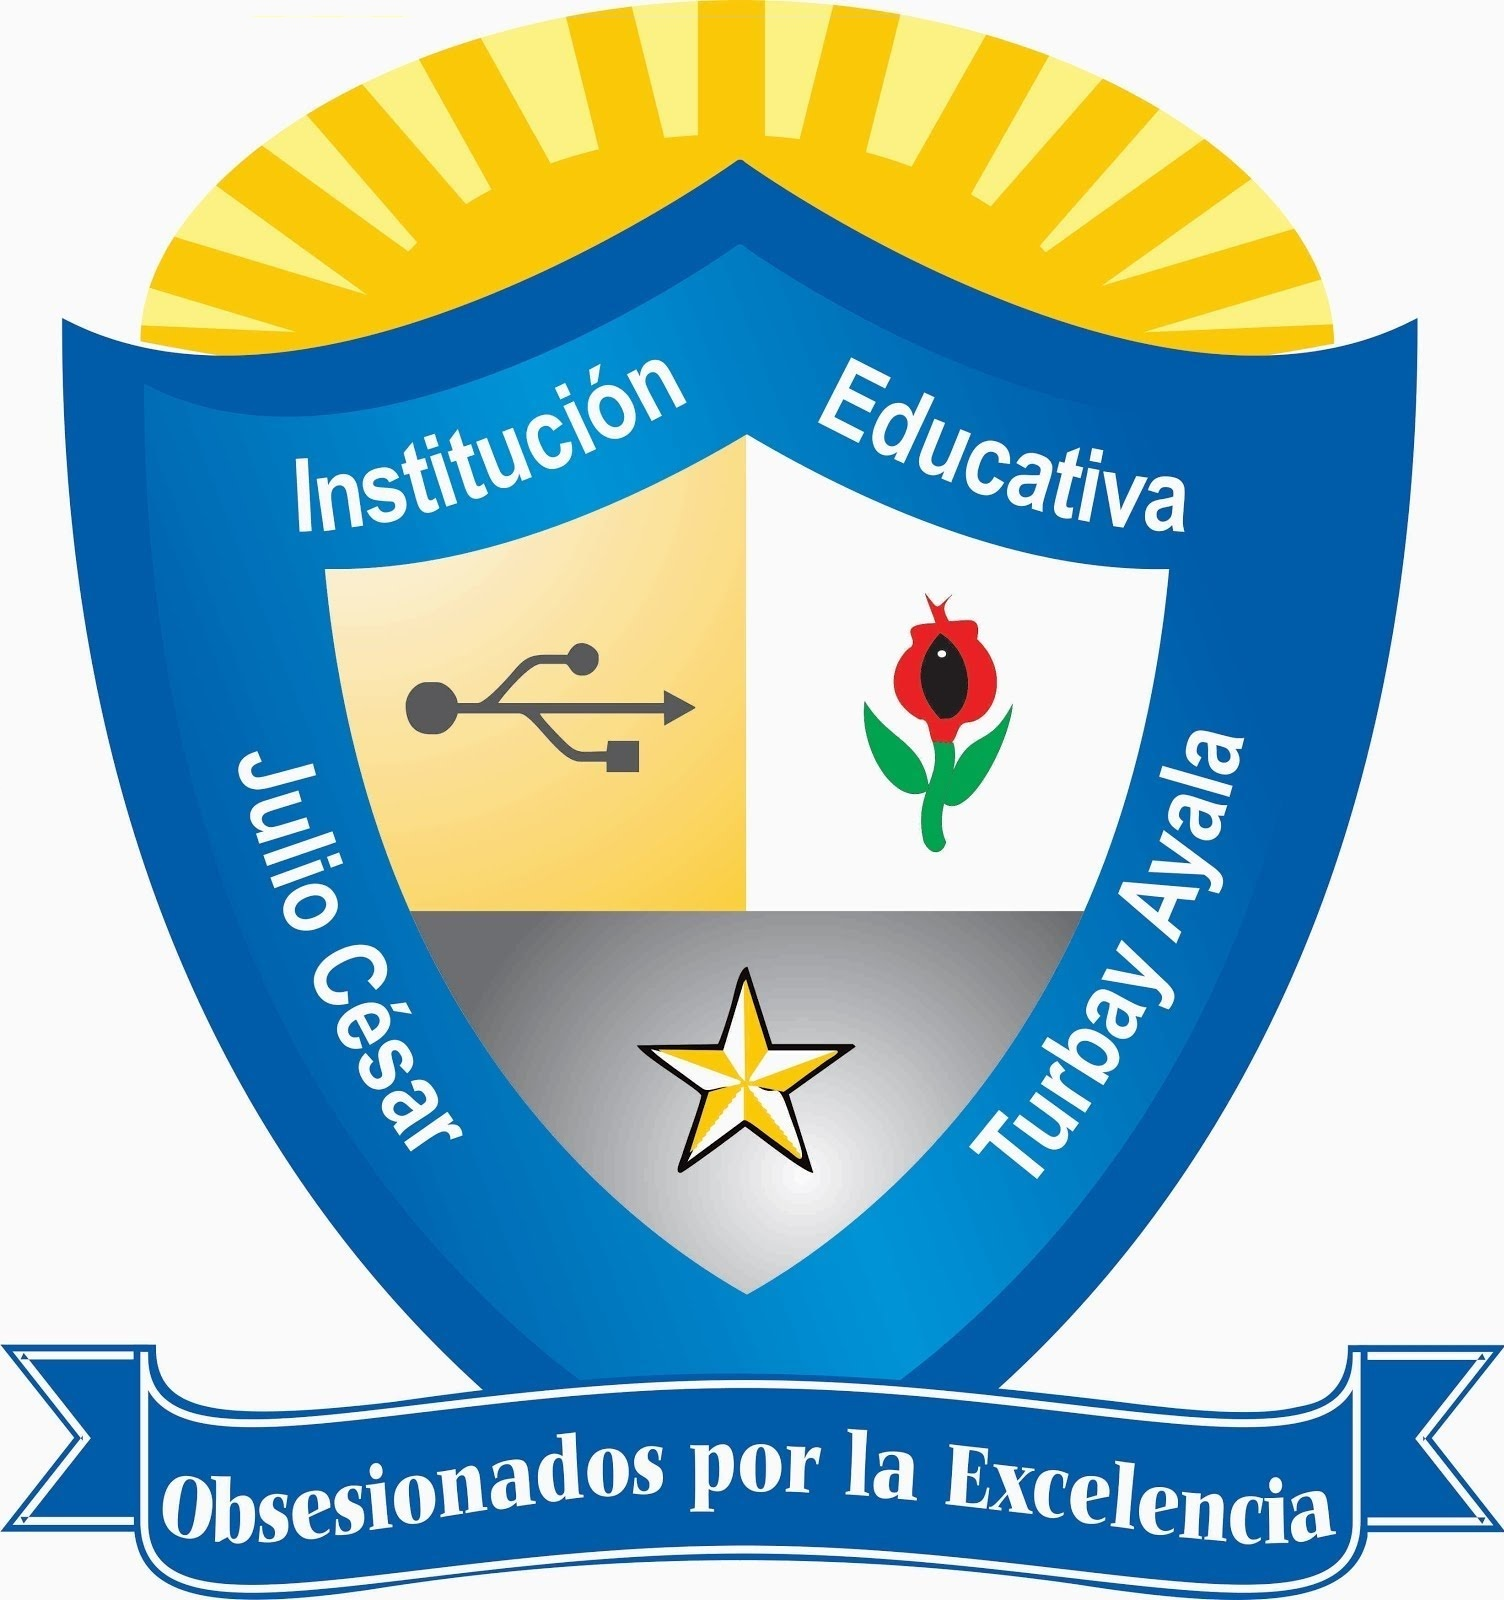 Institución Educativa
Julio César
Turbay Ayala
Obsesionados por la Excelencia